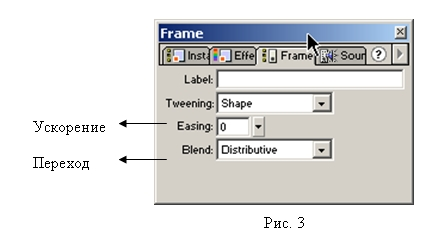 Frame
Insta Effe Frame Sour ?
Label:
Tweening: Shape
Ускорение Easing: 0
Переход Blend: Distributive
Рис. 3